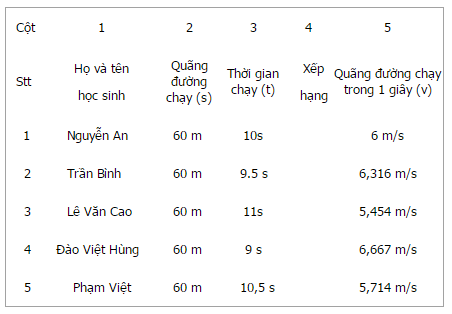 Cột 1 2 3 4 5
Stt Họ và tên học sinh Quãng đường chạy (s) Thời gian chạy (t) Xếp hạng Quãng đường chạy trong 1 giây (v)
1 Nguyễn An 60 m 10s 6 m/s
2 Trần Bình 60 m 9.5 s 6,316 m/s
3 Lê Văn Cao 60 m 11s 5,454 m/s
4 Đào Việt Hùng 60 m 9 s 6,667 m/s
5 Phạm Việt 60 m 10,5 s 5,714 m/s